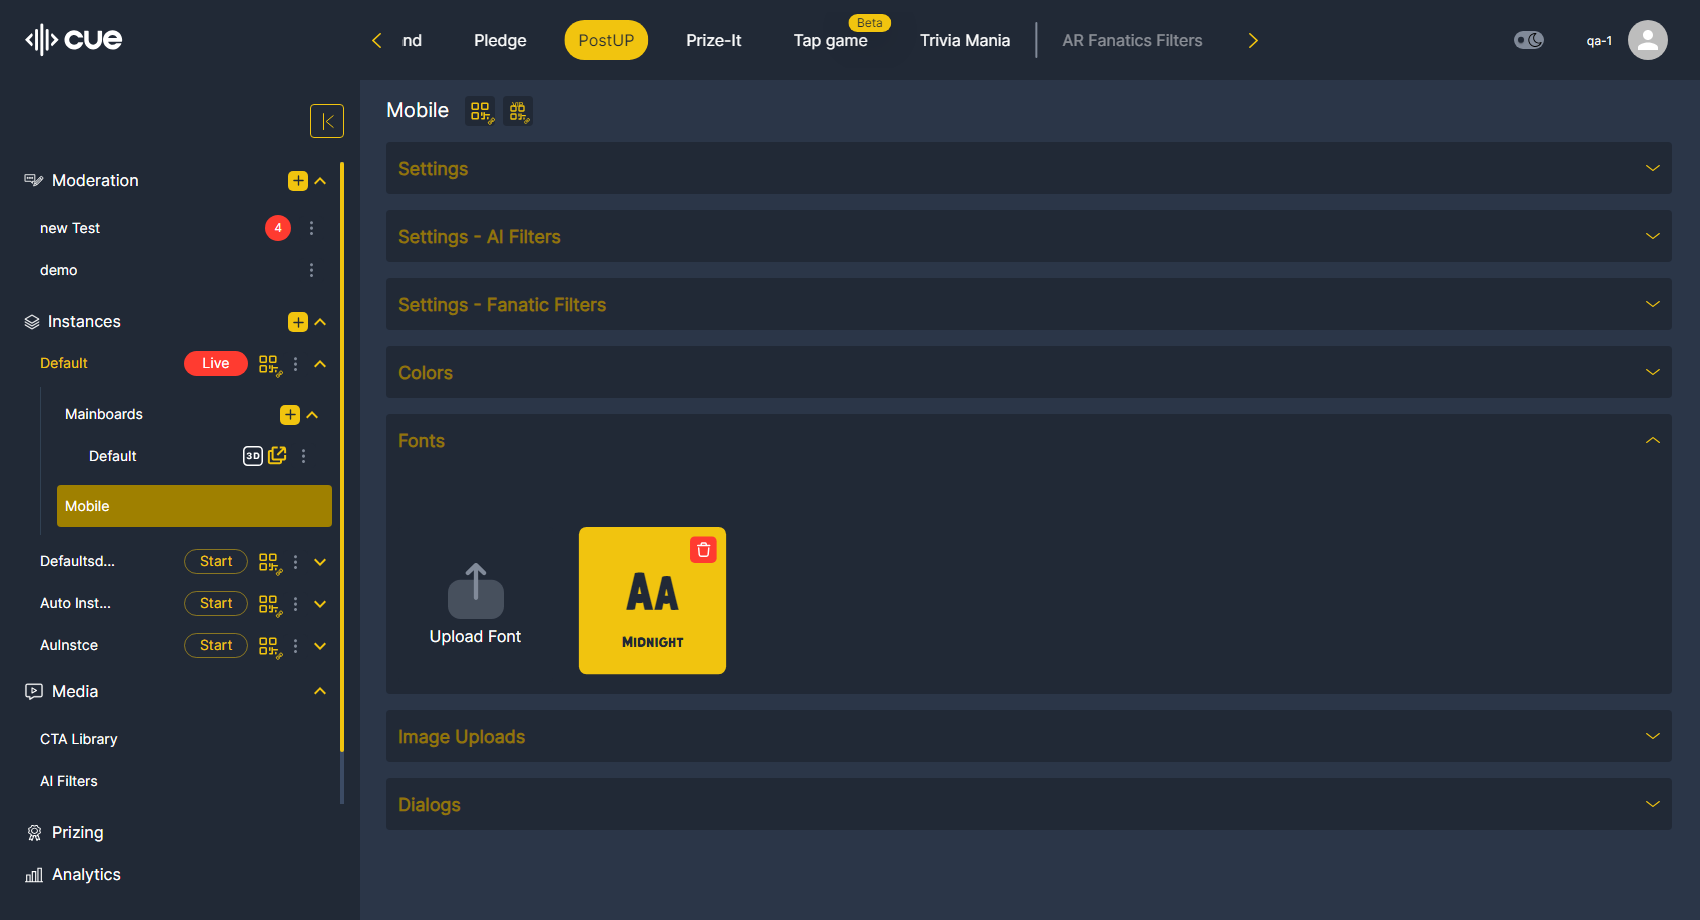 cue
nd
Pledge
PostUP
Prize-It
Beta
Tap game
Trivia Mania
AR Fanatics Filters
qa-1
Moderation
new Test
4
demo
Instances
Default
Live
Mainboards
Default
3D
Mobile
Defaultsd...
Start
Auto Inst...
Start
AuInstce
Start
Media
CTA Library
AI Filters
Prizing
Analytics
Mobile
Settings
Settings - AI Filters
Settings - Fanatic Filters
Colors
Fonts
Upload Font
AA
MIDNIGHT
Image Uploads
Dialogs